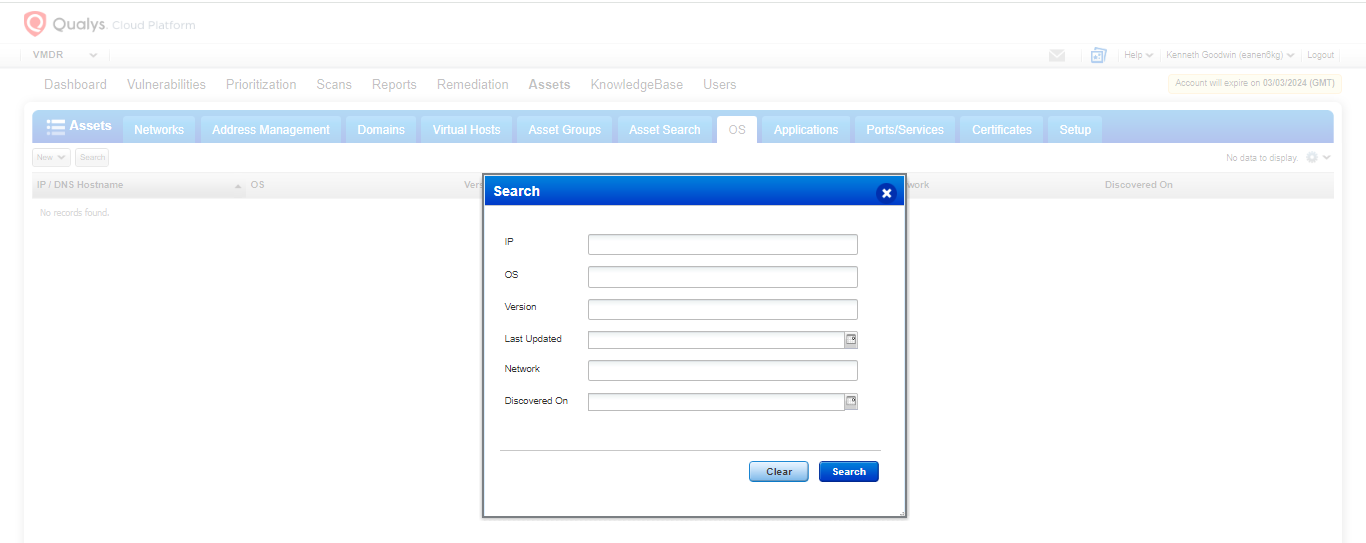 Qualys. Cloud Platform
VMDR
Help Kenneth Goodwin (eaner6kg) Logout
Dashboard Vulnerabilities Prioritization Scans Reports Remediation Assets KnowledgeBase Users
Account will expire on 03/03/2024 (GMT)
Assets Networks Address Management Domains Virtual Hosts Asset Groups Asset Search OS Applications Ports/Services Certificates Setup
New Search No data to display.
IP / DNS Hostname OS Vers work Discovered On
No records found.
Search
IP
OS
Version
Last Updated
Network
Discovered On
Clear Search